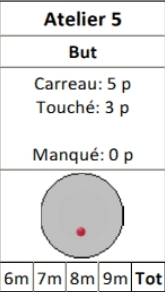 Atelier 5
But
Carreau: 5 p
Touché: 3 p
Manqué: 0 p
6m 7m 8m 9m Tot